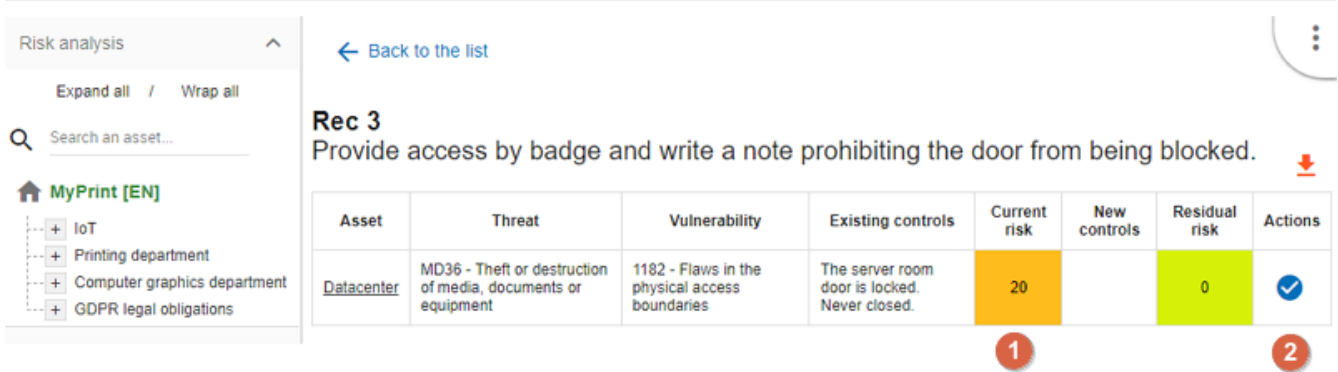 Risk analysis
Expand all / Wrap all
Search an asset...
MyPrint [EN]
IoT
Printing department
Computer graphics department
GDPR legal obligations
Back to the list
Rec 3
Provide access by badge and write a note prohibiting the door from being blocked.
Asset
Threat
Vulnerability
Existing controls
Current
risk
New
controls
Residual
risk
Actions
Datacenter
MD36 - Theft or destruction
of media, documents or
equipment
1182 - Flaws in the
physical access
boundaries
The server room
door is locked.
Never closed.
20
0
1
2